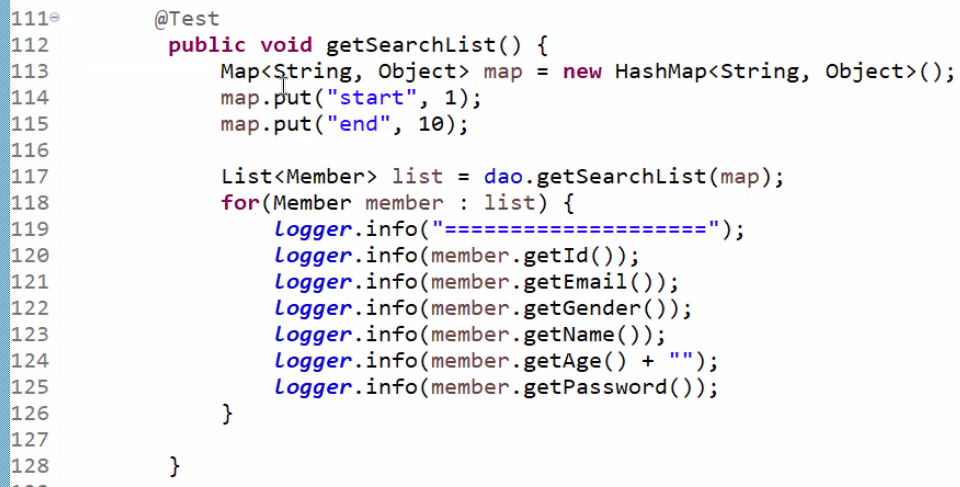 111 @Test
112 public void getSearchList() {
113 Map<String, Object> map = new HashMap<String, Object>();
114 map.put("start", 1);
115 map.put("end", 10);
116
117 List<Member> list = dao.getSearchList(map);
118 for(Member member : list) {
119 logger.info("====================");
120 logger.info(member.getId());
121 logger.info(member.getEmail());
122 logger.info(member.getGender());
123 logger.info(member.getName());
124 logger.info(member.getAge() + "");
125 logger.info(member.getPassword());
126 }
127
128 }